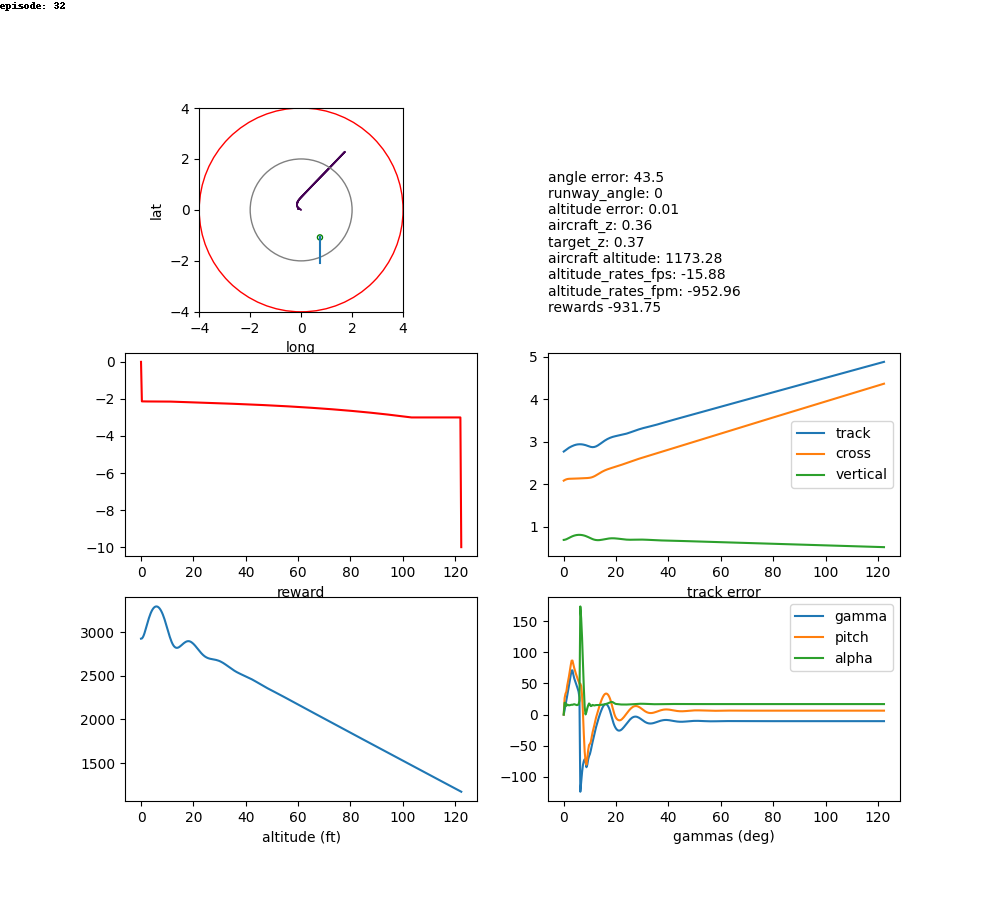 episode: 32
4
2
0
−2
−4
lat
−4 −2 0 2 4
long
angle error: 43.5
runway_angle: 0
altitude error: 0.01
aircraft_z: 0.36
target_z: 0.37
aircraft altitude: 1173.28
altitude_rates_fps: -15.88
altitude_rates_fpm: -952.96
rewards -931.75
0
−2
−4
−6
−8
−10
0 20 40 60 80 100 120
reward
5
4
3
2
1
track
cross
vertical
0 20 40 60 80 100 120
track error
3000
2500
2000
1500
0 20 40 60 80 100 120
altitude (ft)
150
100
50
0
−50
−100
gamma
pitch
alpha
0 20 40 60 80 100 120
gammas (deg)